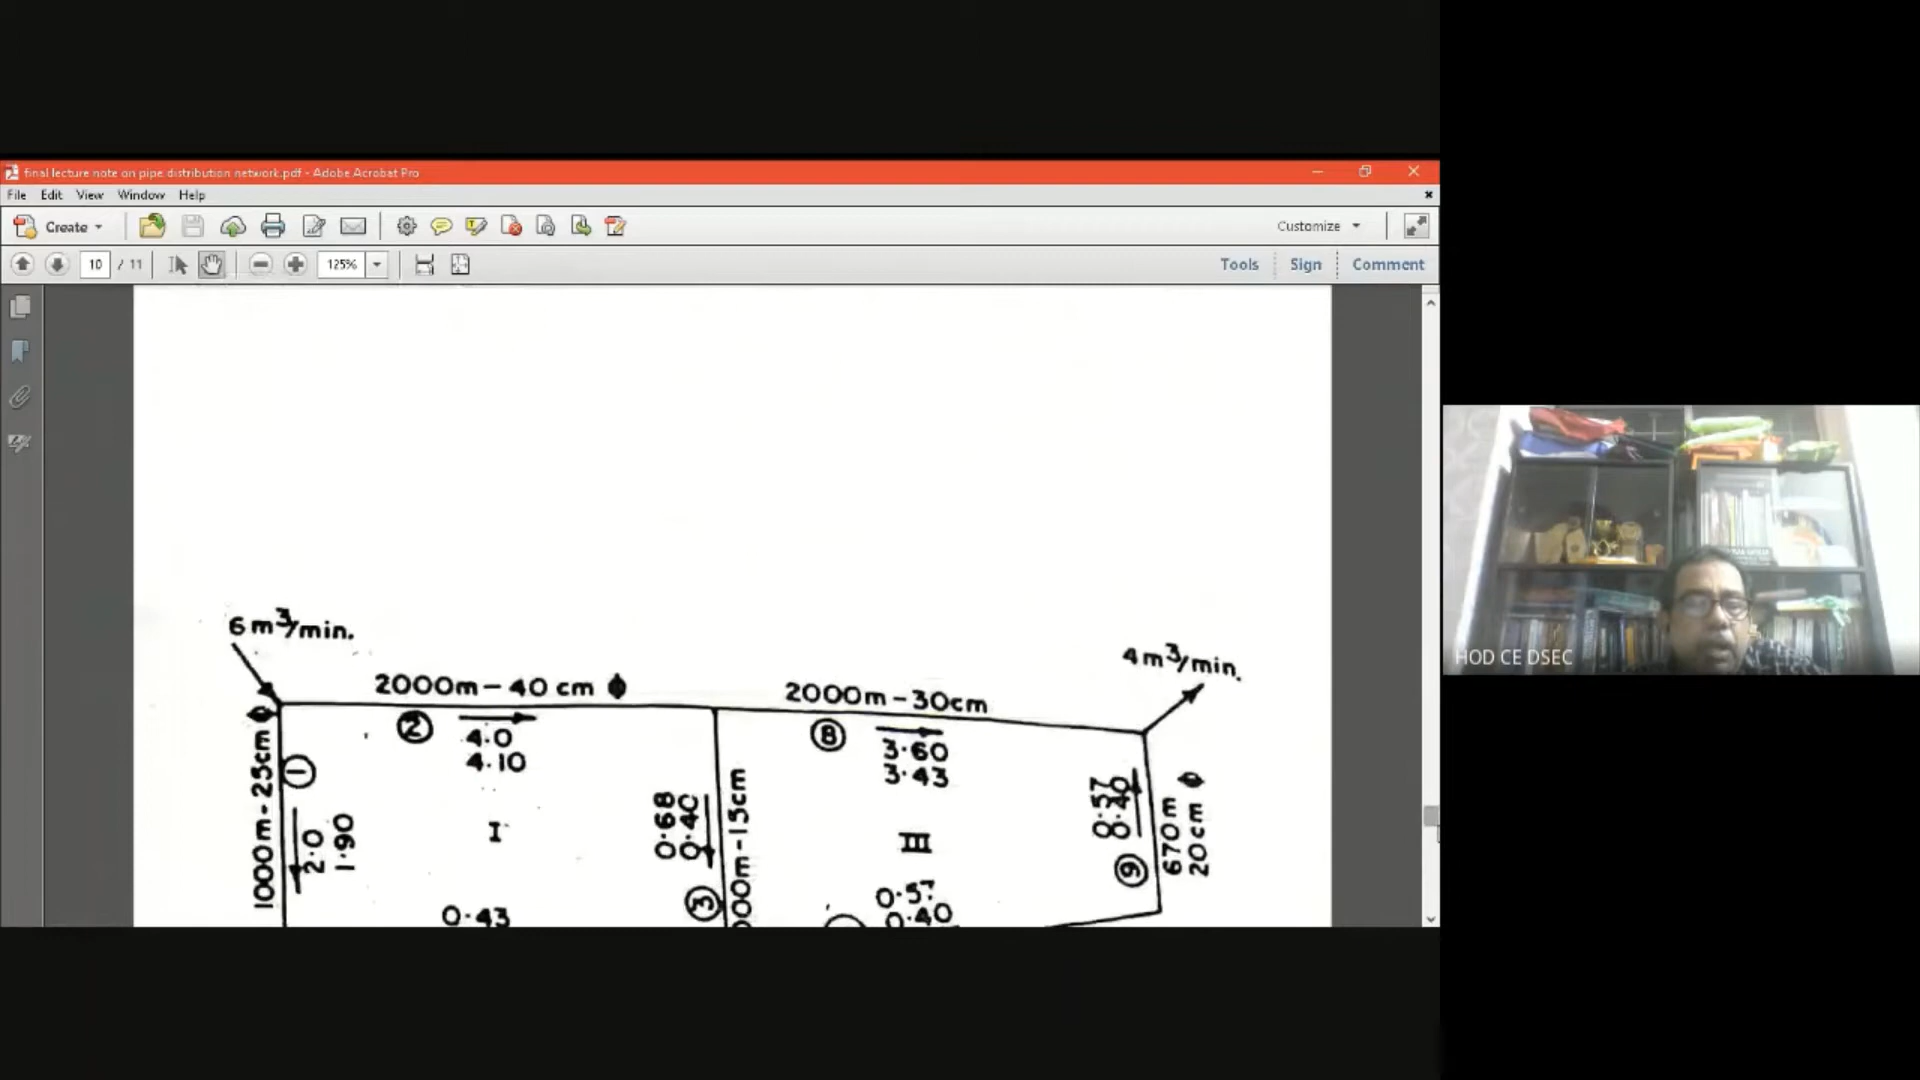 final lecture note on pipe distribution network.pdf - Adobe Acrobat Pro
File Edit View Window Help
Create Customize
10 / 11 125% Tools Sign Comment
6 m³/min.
4 m³/min.
2000m - 40 cm ϕ
2000m - 30cm
2
4.0
4.10
8
3.60
3.43
1000m - 25cm ϕ
1
2.0
1.90
I
0.68
0.40
3
000m - 15cm
III
0.57
0.40
9
670m
20cm ϕ
0.43
0.57
0.40
HOD CE DSEC